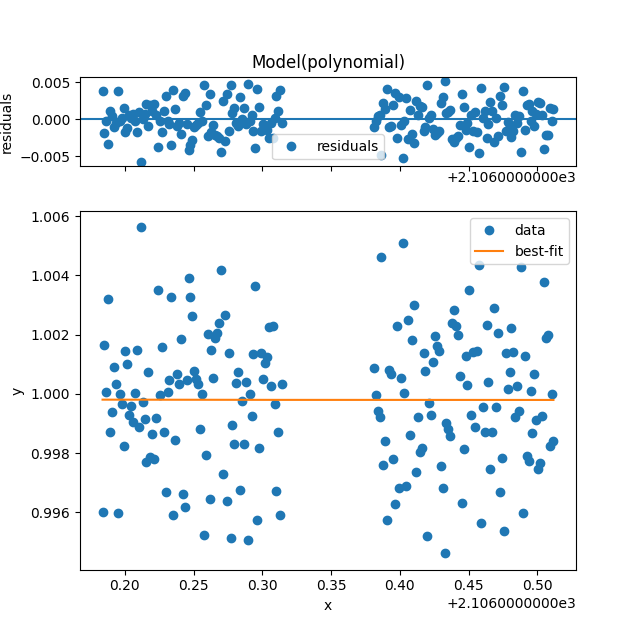 Model(polynomial)
residuals
0.005
0.000
−0.005
residuals
+2.1060000000e3
y
1.006
1.004
1.002
1.000
0.998
0.996
data
best-fit
0.20 0.25 0.30 0.35 0.40 0.45 0.50
x
+2.1060000000e3